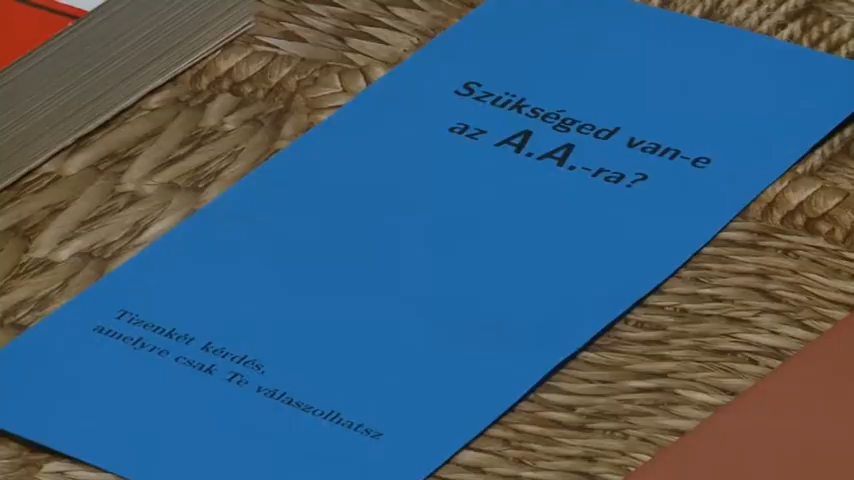 Szükséged van-e
az A.A.-ra?
Tizenkét kérdés,
amelyre csak Te válaszolhatsz